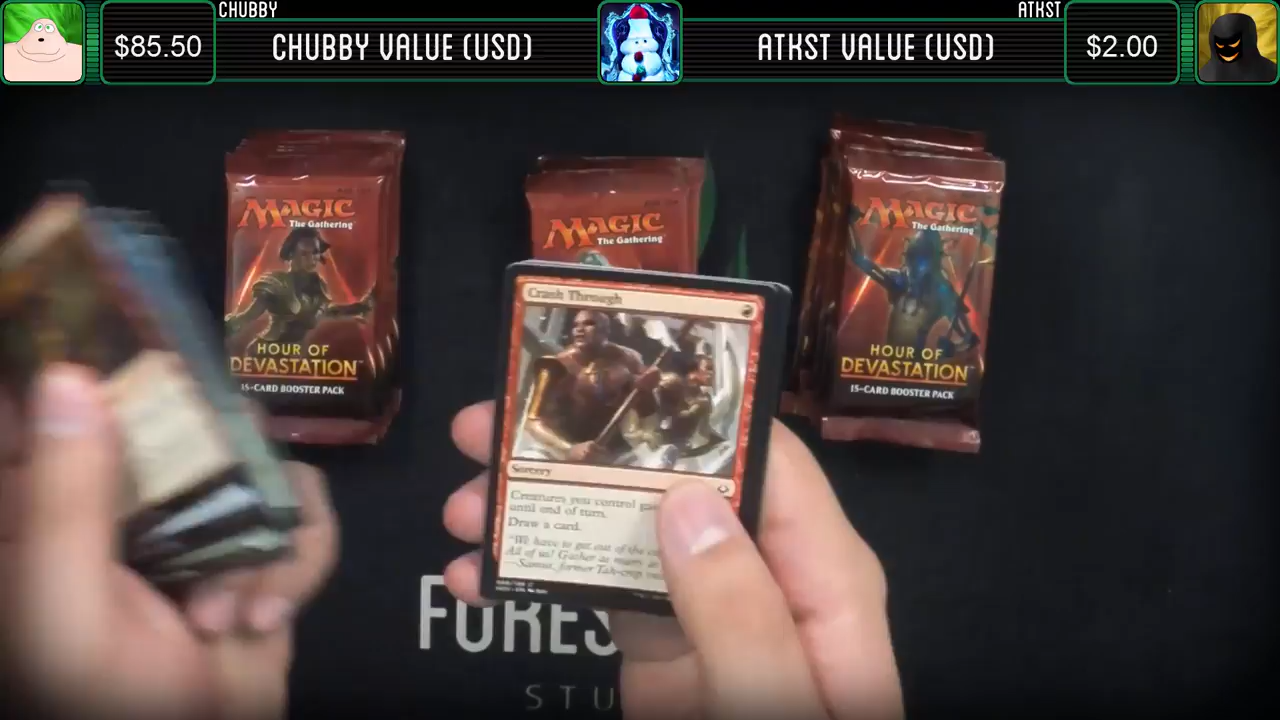 CHUBBY
ATKST
$85.50
CHUBBY VALUE (USD)
ATKST VALUE (USD)
$2.00
MAGIC
The Gathering
HOUR OF
DEVASTATION
15-CARD BOOSTER PACK
MAGIC
The Gathering
MAGIC
The Gathering
HOUR OF
DEVASTATION
15-CARD BOOSTER PACK
Crash Through
Sorcery
Creatures you control
until end of turn.
Draw a card.
"We have to get out of the
All of us! Gather as many as
—Samut, former Tah-crop
FORES
STU